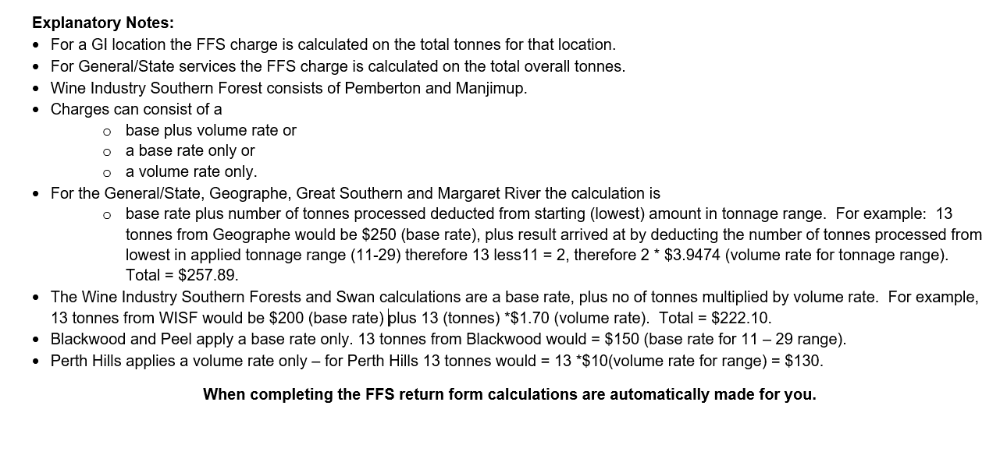 Explanatory Notes:
• For a GI location the FFS charge is calculated on the total tonnes for that location.
• For General/State services the FFS charge is calculated on the total overall tonnes.
• Wine Industry Southern Forest consists of Pemberton and Manjimup.
• Charges can consist of a
o base plus volume rate or
o a base rate only or
o a volume rate only.
• For the General/State, Geographe, Great Southern and Margaret River the calculation is
o base rate plus number of tonnes processed deducted from starting (lowest) amount in tonnage range.  For example:  13
tonnes from Geographe would be $250 (base rate), plus result arrived at by deducting the number of tonnes processed from
lowest in applied tonnage range (11-29) therefore 13 less11 = 2, therefore 2 * $3.9474 (volume rate for tonnage range).
Total = $257.89.
• The Wine Industry Southern Forests and Swan calculations are a base rate, plus no of tonnes multiplied by volume rate.  For example,
13 tonnes from WISF would be $200 (base rate) plus 13 (tonnes) *$1.70 (volume rate).  Total = $222.10.
• Blackwood and Peel apply a base rate only. 13 tonnes from Blackwood would = $150 (base rate for 11 – 29 range).
• Perth Hills applies a volume rate only – for Perth Hills 13 tonnes would = 13 *$10(volume rate for range) = $130.
When completing the FFS return form calculations are automatically made for you.